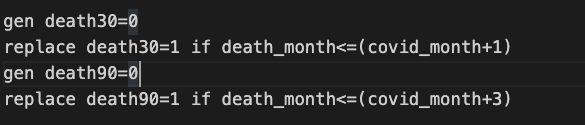 gen death30=0
replace death30=1 if death_month<=(covid_month+1)
gen death90=0
replace death90=1 if death_month<=(covid_month+3)